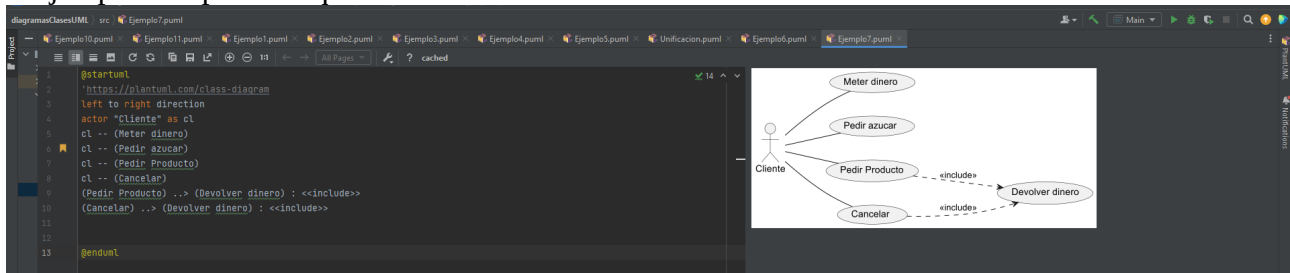 diagramasClasesUML
src
Ejemplo7.puml
Main
Ejemplo10.puml
Ejemplo11.puml
Ejemplo1.puml
Ejemplo2.puml
Ejemplo3.puml
Ejemplo4.puml
Ejemplo5.puml
Unificacion.puml
Ejemplo6.puml
Ejemplo7.puml
Project
1:1
All Pages
?
cached
14
1 @startuml
2 'https://plantuml.com/class-diagram
3 left to right direction
4 actor "Cliente" as cl
5 cl -- (Meter dinero)
6 cl -- (Pedir azucar)
7 cl -- (Pedir Producto)
8 cl -- (Cancelar)
9 (Pedir Producto) ..> (Devolver dinero) : <<include>>
10 (Cancelar) ..> (Devolver dinero) : <<include>>
11
12
13 @enduml
Meter dinero
Pedir azucar
Cliente
Pedir Producto
«include»
Devolver dinero
«include»
Cancelar
PlantUML
Notifications